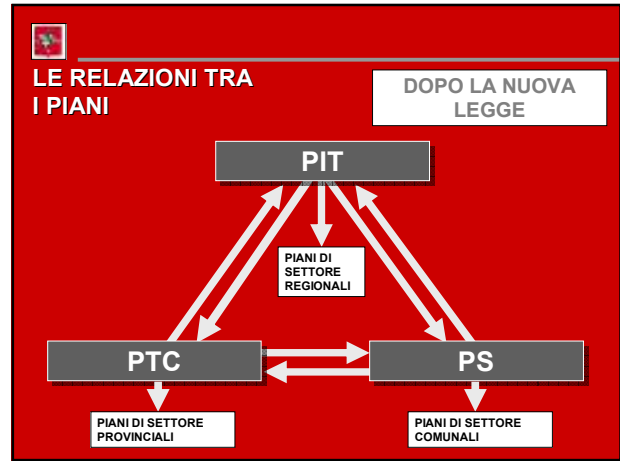 LE RELAZIONI TRA
I PIANI
DOPO LA NUOVA
LEGGE
PIT
PIANI DI
SETTORE
REGIONALI
PTC
PS
PIANI DI SETTORE
PROVINCIALI
PIANI DI SETTORE
COMUNALI